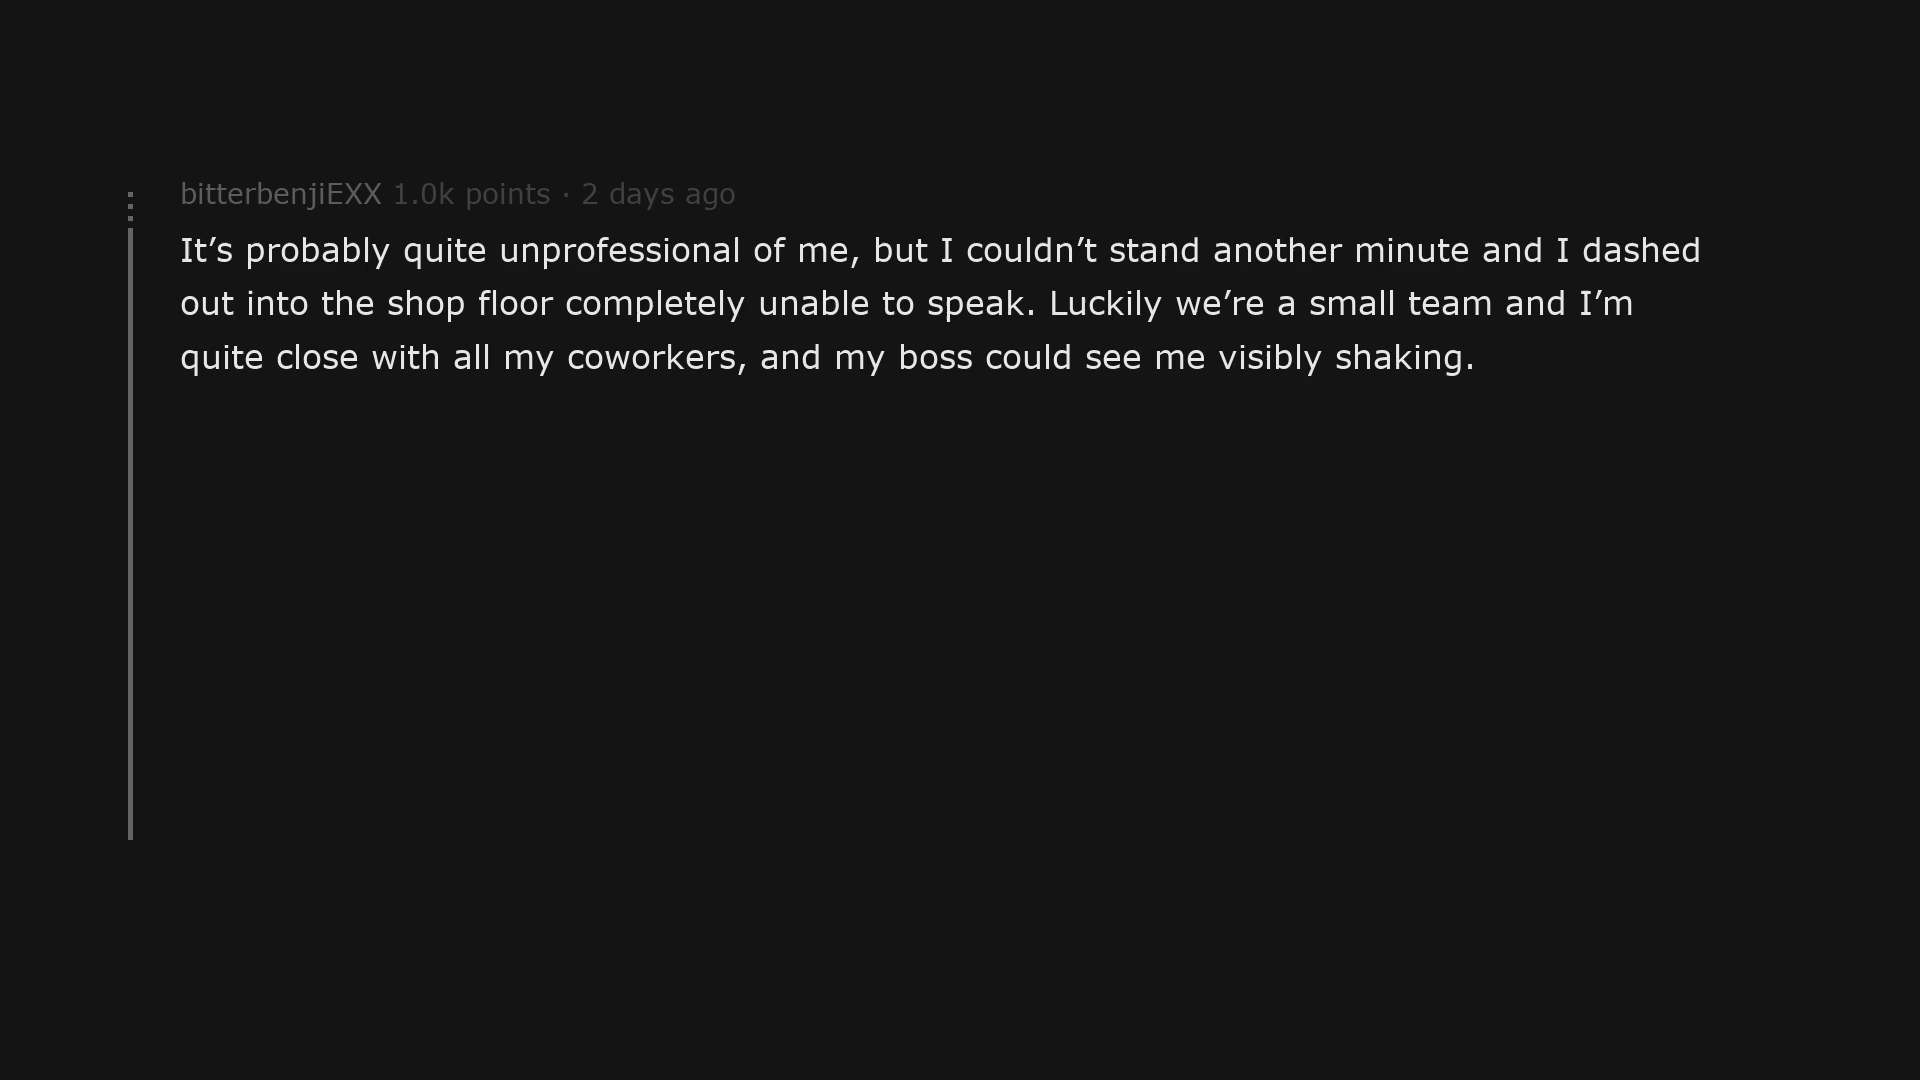 bitterbenjiEXX 1.0k points · 2 days ago
It’s probably quite unprofessional of me, but I couldn’t stand another minute and I dashed
out into the shop floor completely unable to speak. Luckily we’re a small team and I’m
quite close with all my coworkers, and my boss could see me visibly shaking.